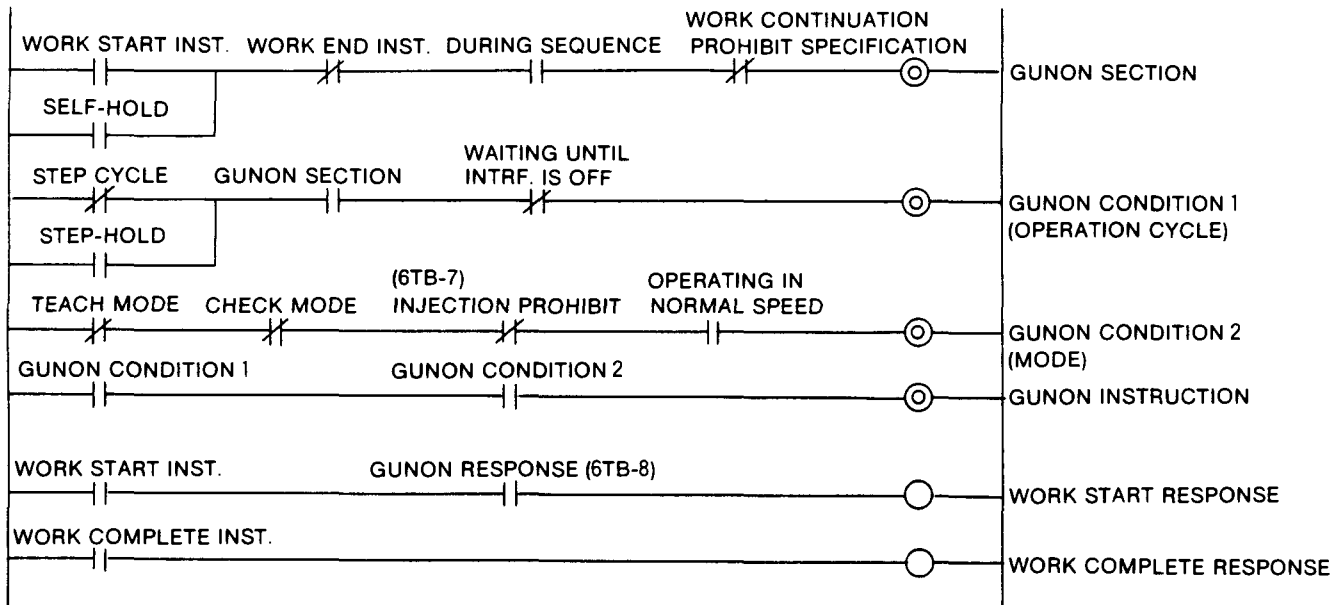 WORK CONTINUATION
WORK START INST. WORK END INST. DURING SEQUENCE PROHIBIT SPECIFICATION
GUNON SECTION
SELF-HOLD
WAITING UNTIL
STEP CYCLE GUNON SECTION INTRF. IS OFF
GUNON CONDITION 1
(OPERATION CYCLE)
STEP-HOLD
(6TB-7) OPERATING IN
TEACH MODE CHECK MODE INJECTION PROHIBIT NORMAL SPEED
GUNON CONDITION 2
(MODE)
GUNON CONDITION 1 GUNON CONDITION 2
GUNON INSTRUCTION
WORK START INST. GUNON RESPONSE (6TB-8)
WORK START RESPONSE
WORK COMPLETE INST.
WORK COMPLETE RESPONSE